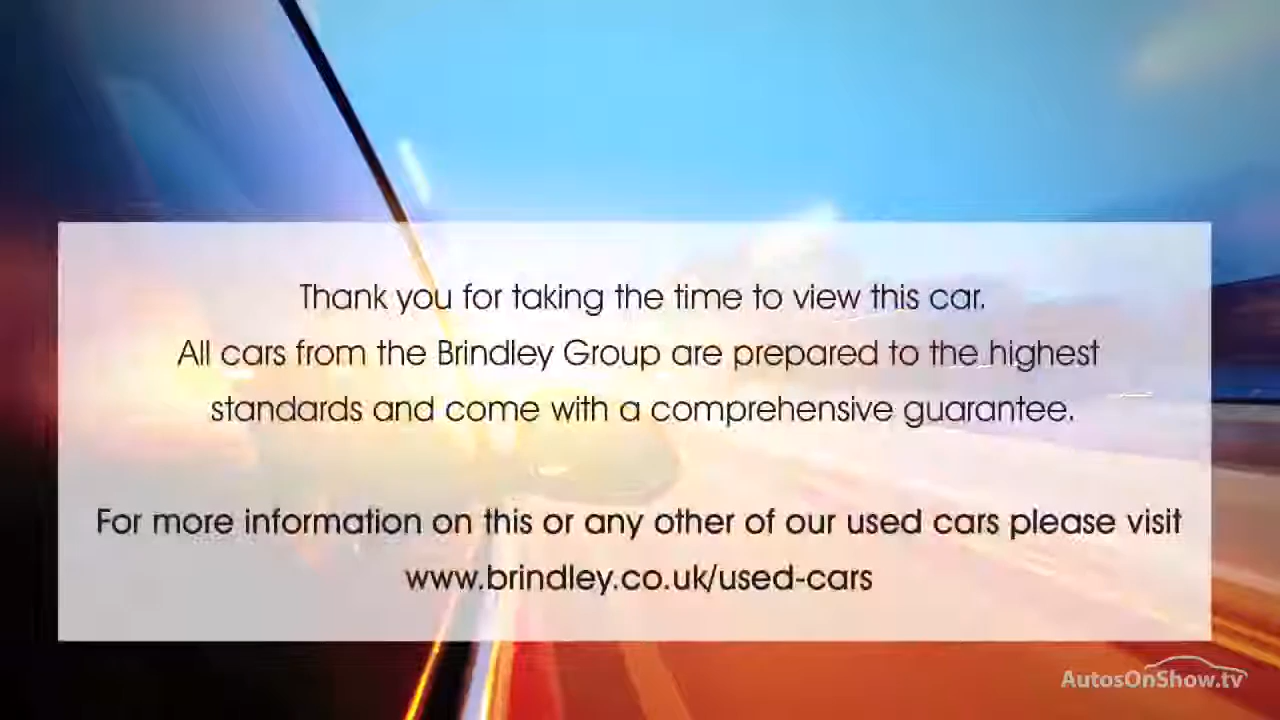 Thank you for taking the time to view this car.
All cars from the Brindley Group are prepared to the highest
standards and come with a comprehensive guarantee.
For more information on this or any other of our used cars please visit
www.brindley.co.uk/used-cars
AutosOnShow.tv